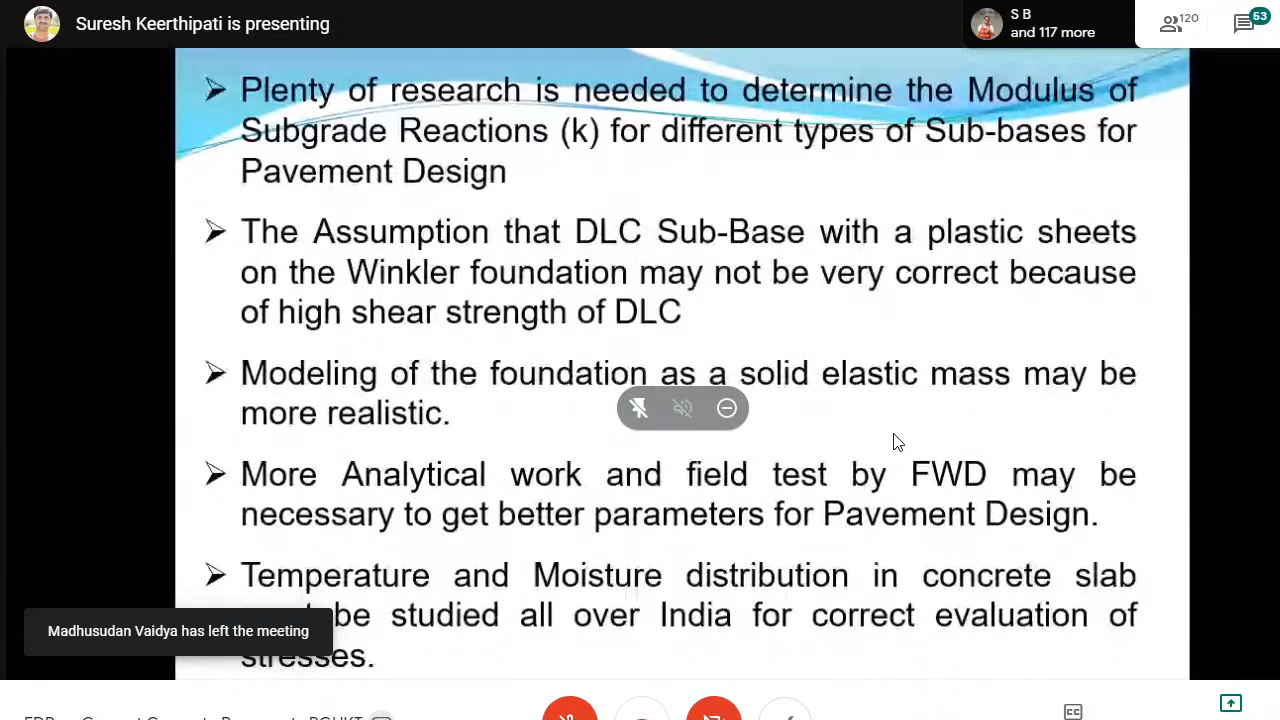 Suresh Keerthipati is presenting
S B
and 117 more
120
53
Plenty of research is needed to determine the Modulus of
Subgrade Reactions (k) for different types of Sub-bases for
Pavement Design
The Assumption that DLC Sub-Base with a plastic sheets
on the Winkler foundation may not be very correct because
of high shear strength of DLC
Modeling of the foundation as a solid elastic mass may be
more realistic.
More Analytical work and field test by FWD may be
necessary to get better parameters for Pavement Design.
Temperature and Moisture distribution in concrete slab
be studied all over India for correct evaluation of
stresses.
Madhusudan Vaidya has left the meeting
CC